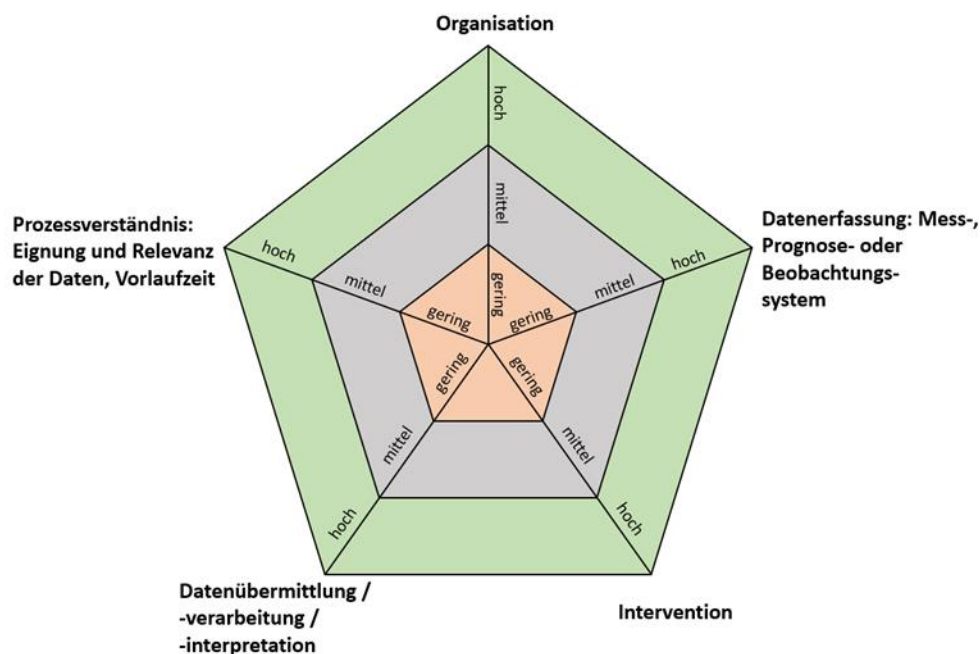 Organisation
hoch
mittel
gering
Prozessverständnis:
Eignung und Relevanz
der Daten, Vorlaufzeit
hoch
mittel
gering
Datenerfassung: Mess-,
Prognose- oder
Beobachtungs-
system
hoch
mittel
gering
gering
mittel
hoch
Datenübermittlung /
-verarbeitung /
-interpretation
gering
mittel
hoch
Intervention